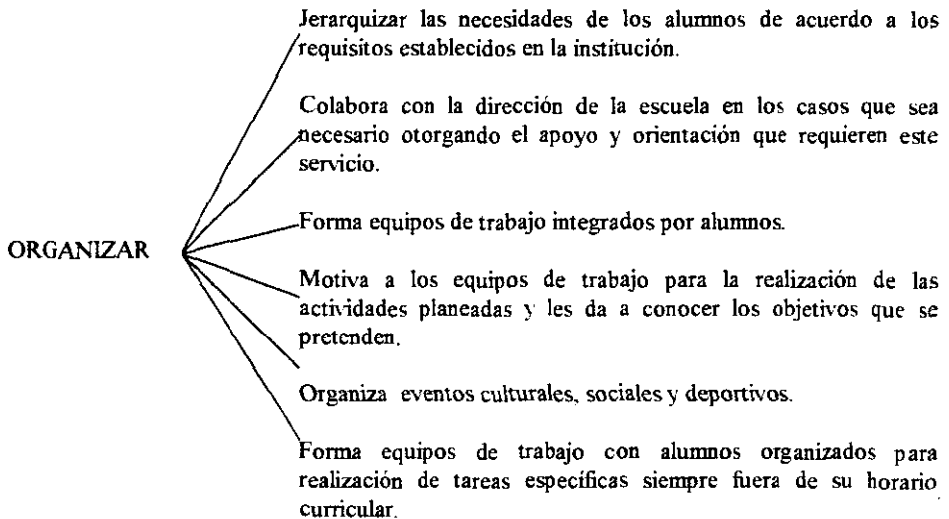 Jerarquizar las necesidades de los alumnos de acuerdo a los
requisitos establecidos en la institución.
Colabora con la dirección de la escuela en los casos que sea
necesario otorgando el apoyo y orientación que requieren este
servicio.
Forma equipos de trabajo integrados por alumnos.
ORGANIZAR
Motiva a los equipos de trabajo para la realización de las
actividades planeadas y les da a conocer los objetivos que se
pretenden.
Organiza eventos culturales, sociales y deportivos.
Forma equipos de trabajo con alumnos organizados para
realización de tareas específicas siempre fuera de su horario
curricular.